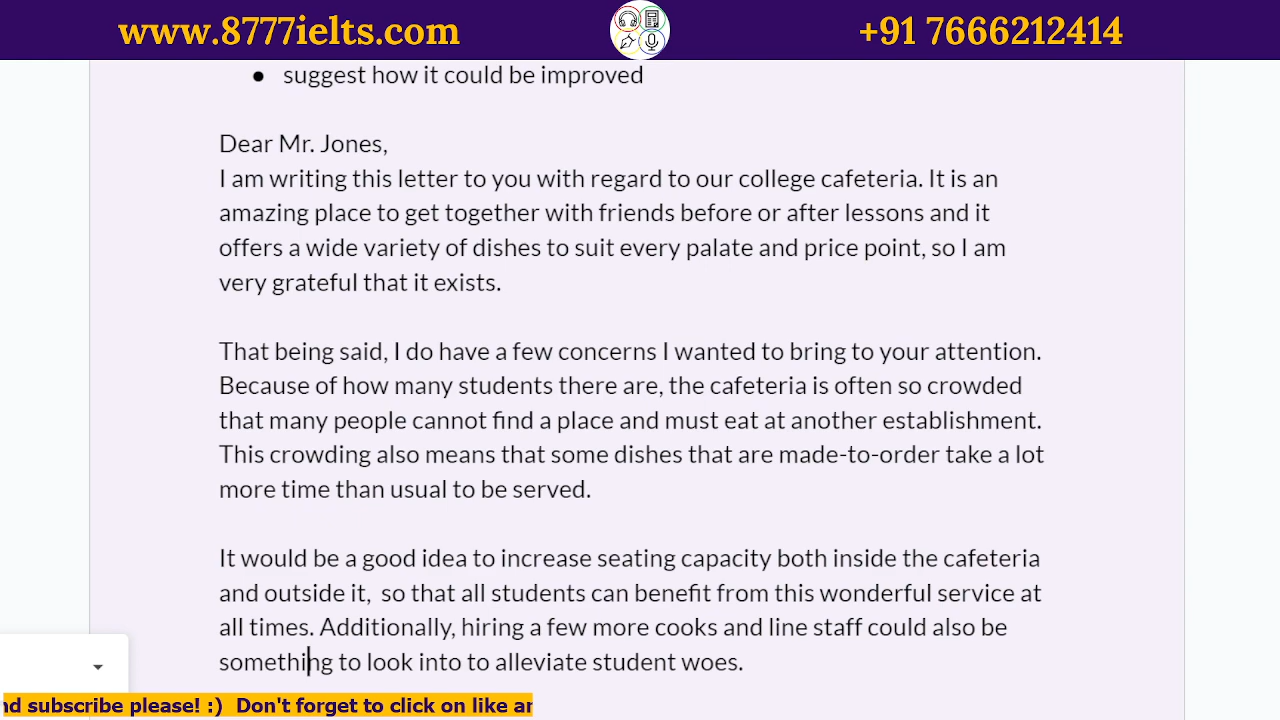 www.8777ielts.com
+91 7666212414
● suggest how it could be improved
Dear Mr. Jones,
I am writing this letter to you with regard to our college cafeteria. It is an
amazing place to get together with friends before or after lessons and it
offers a wide variety of dishes to suit every palate and price point, so I am
very grateful that it exists.
That being said, I do have a few concerns I wanted to bring to your attention.
Because of how many students there are, the cafeteria is often so crowded
that many people cannot find a place and must eat at another establishment.
This crowding also means that some dishes that are made-to-order take a lot
more time than usual to be served.
It would be a good idea to increase seating capacity both inside the cafeteria
and outside it,  so that all students can benefit from this wonderful service at
all times. Additionally, hiring a few more cooks and line staff could also be
something to look into to alleviate student woes.
subscribe please! :)  Don't forget to click on like